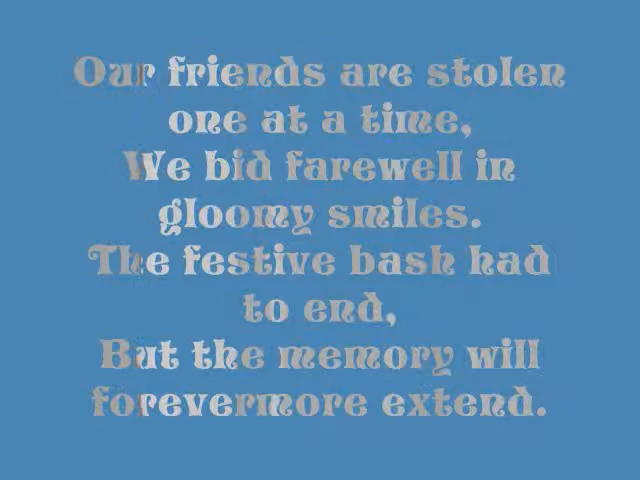 Our friends are stolen
one at a time,
We bid farewell in
gloomy smiles.
The festive bash had
to end,
But the memory will
forevermore extend.